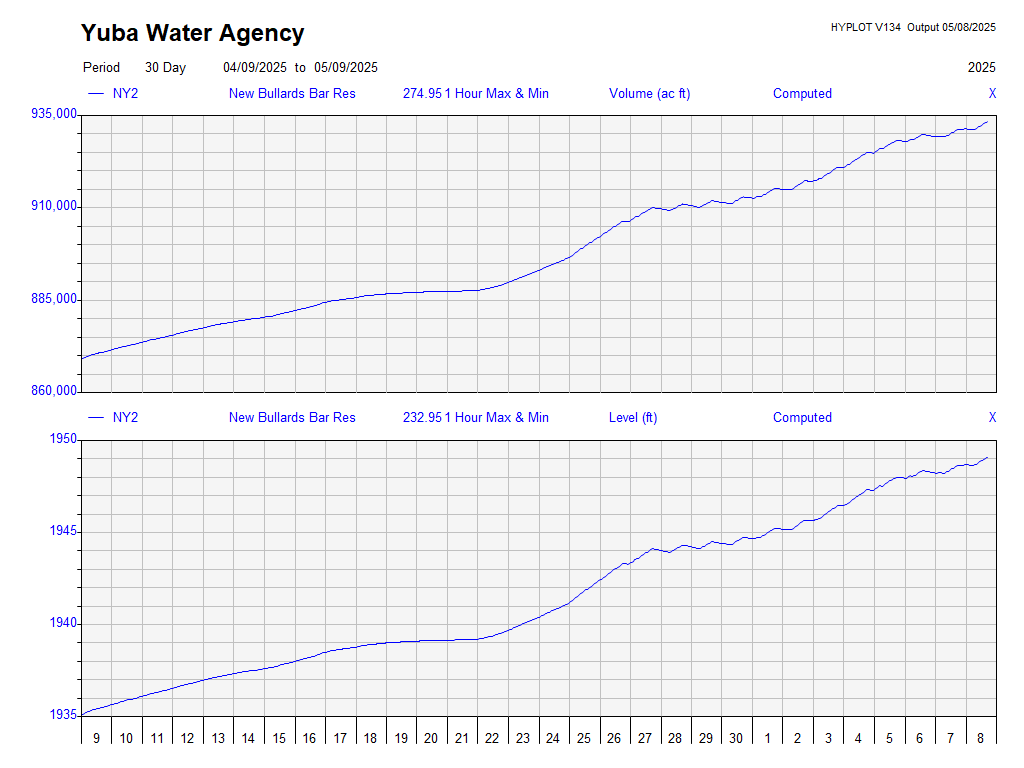 Yuba Water Agency
HYPLOT V134 Output 05/08/2025
Period 30 Day 04/09/2025 to 05/09/2025 2025
NY2 New Bullards Bar Res 274.95 1 Hour Max & Min Volume (ac ft) Computed X
935,000
910,000
885,000
860,000
NY2 New Bullards Bar Res 232.95 1 Hour Max & Min Level (ft) Computed X
1950
1945
1940
1935
9 10 11 12 13 14 15 16 17 18 19 20 21 22 23 24 25 26 27 28 29 30 1 2 3 4 5 6 7 8